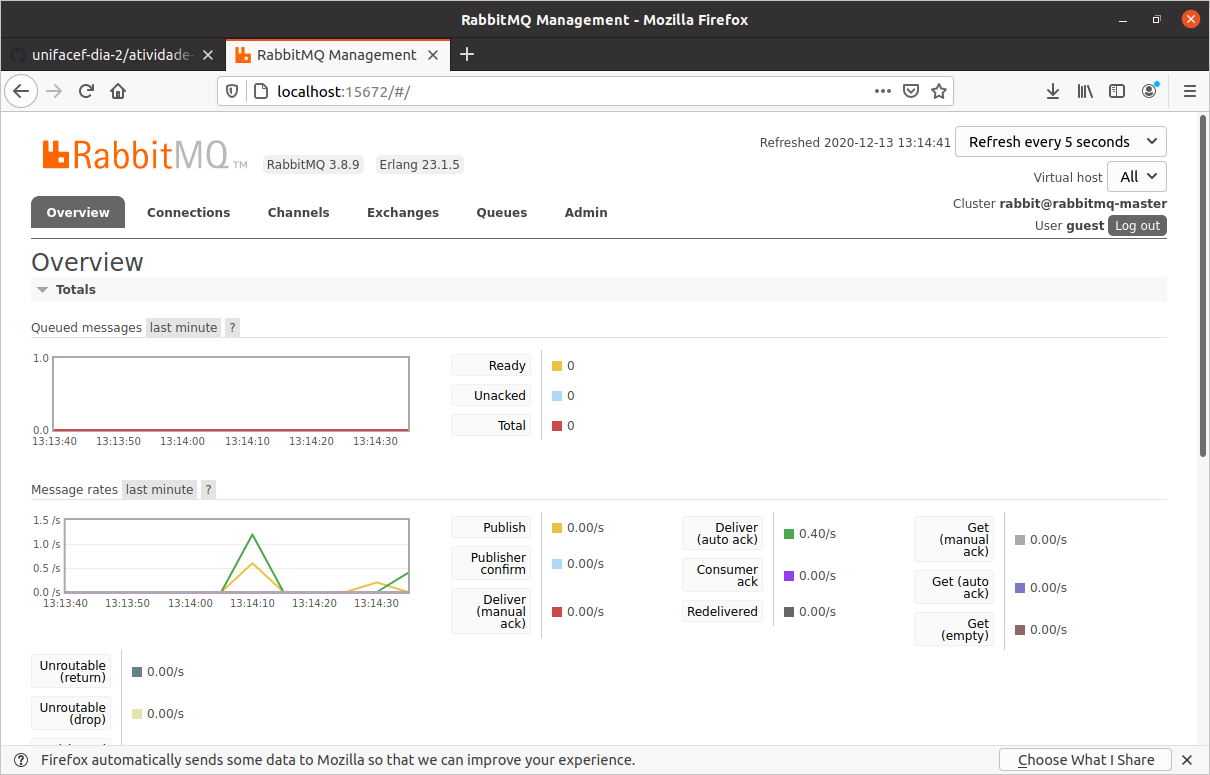 RabbitMQ Management - Mozilla Firefox
unifacef-dia-2/atividade-
RabbitMQ Management
localhost:15672/#/
RabbitMQ TM
RabbitMQ 3.8.9
Erlang 23.1.5
Refreshed 2020-12-13 13:14:41
Refresh every 5 seconds
Virtual host All
Cluster rabbit@rabbitmq-master
User guest Log out
Overview Connections Channels Exchanges Queues Admin
Overview
Totals
Queued messages last minute ?
1.0
0.0
13:13:40 13:13:50 13:14:00 13:14:10 13:14:20 13:14:30
Ready 0
Unacked 0
Total 0
Message rates last minute ?
1.5 /s
1.0 /s
0.5 /s
0.0 /s
13:13:40 13:13:50 13:14:00 13:14:10 13:14:20 13:14:30
Publish 0.00/s
Publisher
confirm 0.00/s
Deliver
(manual
ack) 0.00/s
Deliver
(auto ack) 0.40/s
Consumer
ack 0.00/s
Redelivered 0.00/s
Get
(manual
ack) 0.00/s
Get (auto
ack) 0.00/s
Get
(empty) 0.00/s
Unroutable
(return) 0.00/s
Unroutable
(drop) 0.00/s
Firefox automatically sends some data to Mozilla so that we can improve your experience.
Choose What I Share